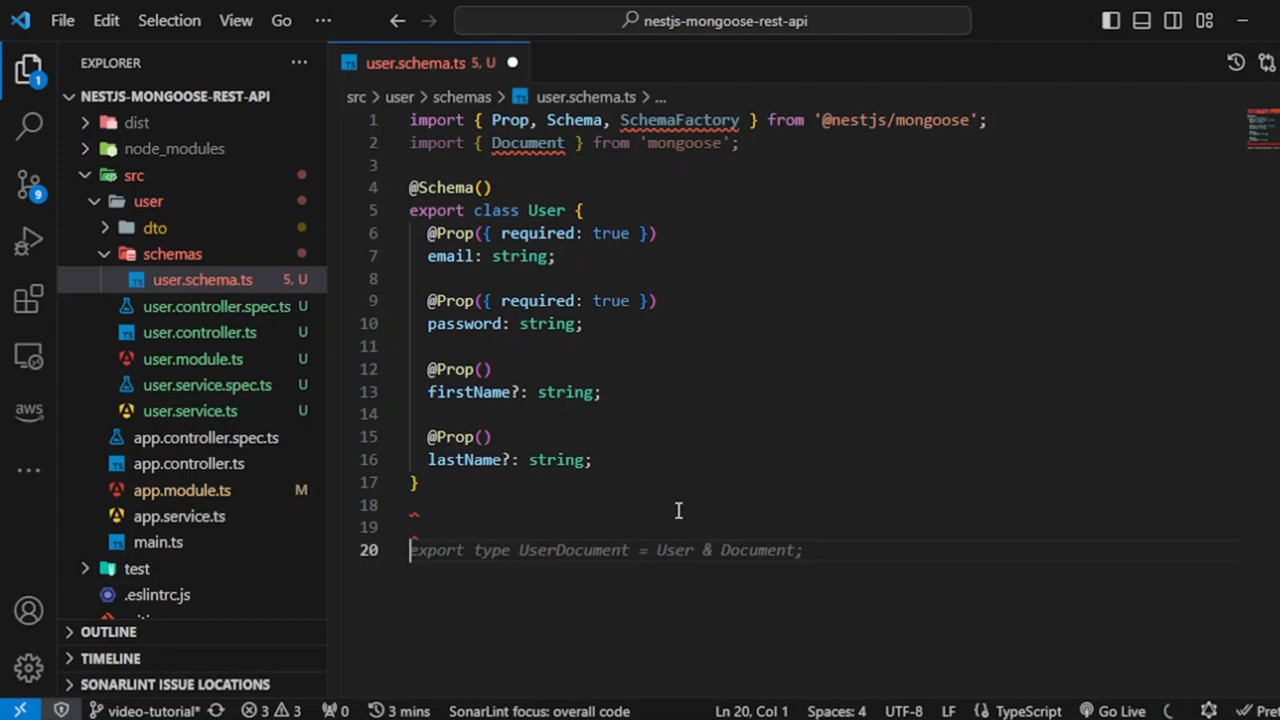 File Edit Selection View Go ··· nestjs-mongoose-rest-api
EXPLORER ···
1
NESTJS-MONGOOSE-REST-API
dist
node_modules
src
9
user
dto
schemas
user.schema.ts 5, U
user.controller.spec.ts U
user.controller.ts U
user.module.ts U
user.service.spec.ts U
user.service.ts U
aws
app.controller.spec.ts
app.controller.ts
app.module.ts M
app.service.ts
main.ts
test
.eslintrc.js
OUTLINE
TIMELINE
SONARLINT ISSUE LOCATIONS
user.schema.ts 5, U
src > user > schemas > user.schema.ts > ...
1 import { Prop, Schema, SchemaFactory } from '@nestjs/mongoose';
2 import { Document } from 'mongoose';
3
4 @Schema()
5 export class User {
6 @Prop({ required: true })
7 email: string;
8
9 @Prop({ required: true })
10 password: string;
11
12 @Prop()
13 firstName?: string;
14
15 @Prop()
16 lastName?: string;
17 }
18
19
20 export type UserDocument = User & Document;
video-tutorial* 3 3 0 3 mins SonarLint focus: overall code Ln 20, Col 1 Spaces: 4 UTF-8 LF TypeScript Go Live